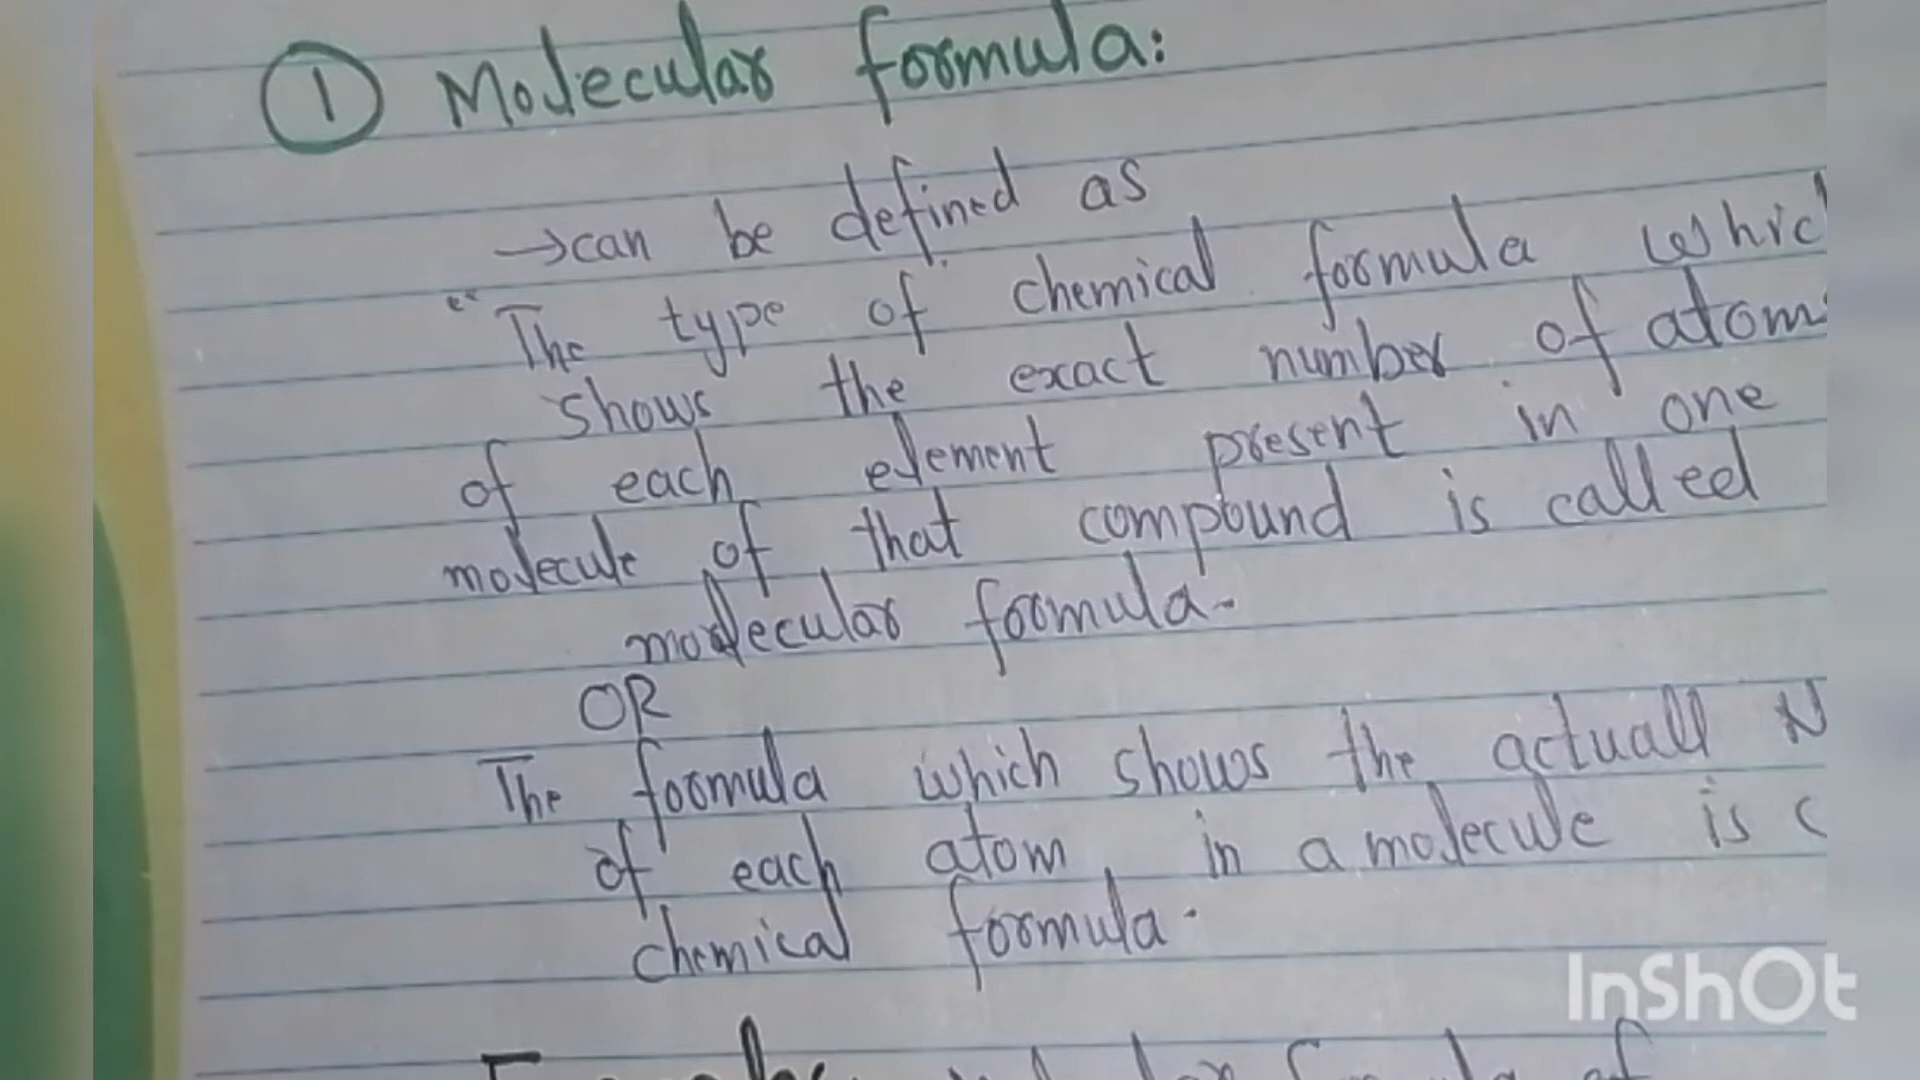 ① Molecular formula:
→can be defined as
"The type of chemical formula which
shows the exact number of atoms
of each element present in one
molecule of that compound is called
molecular formula.
OR
The formula which shows the actuall N
of each atom in a molecule is c
chemical formula.
InShOt